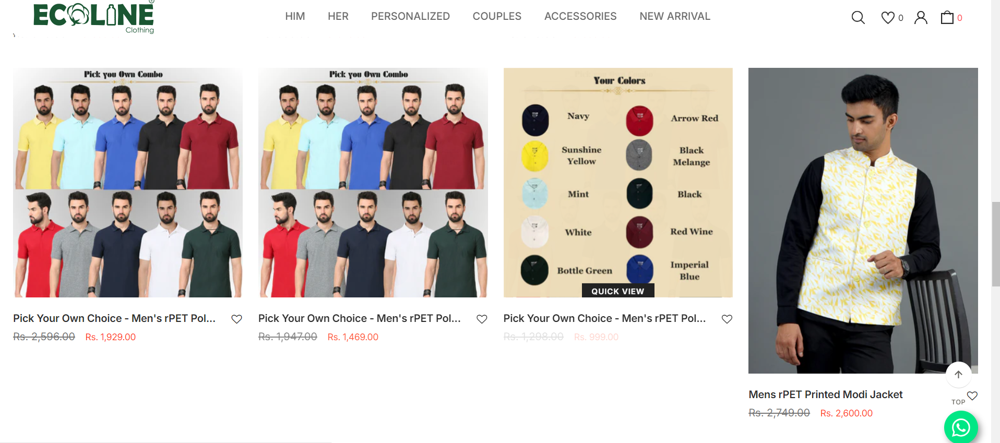 ECOLINE
®
Clothing
HIM
HER
PERSONALIZED
COUPLES
ACCESSORIES
NEW ARRIVAL
0
0
Pick you Own Combo
Pick Your Own Choice - Men's rPET Pol...
Rs. 2,596.00 Rs. 1,929.00
Pick you Own Combo
Pick Your Own Choice - Men's rPET Pol...
Rs. 1,947.00 Rs. 1,469.00
Your Colors
Navy
Arrow Red
Sunshine
Yellow
Black
Melange
Mint
Black
White
Red Wine
Bottle Green
Imperial
Blue
QUICK VIEW
Pick Your Own Choice - Men's rPET Pol...
Rs. 1,298.00 Rs. 999.00
Mens rPET Printed Modi Jacket
Rs. 2,749.00 Rs. 2,600.00
TOP